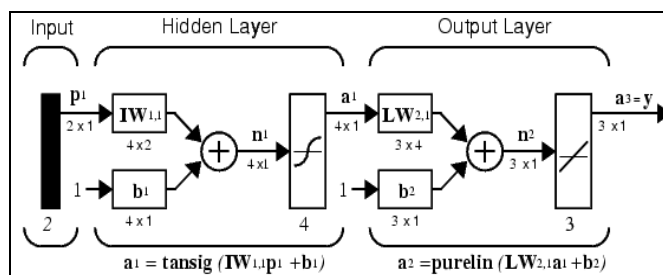 Input Hidden Layer Output Layer
p1 a1 a3 = y
IW1,1 LW2,1
2 x 1 4 x 1 3 x 1
n1 n2
4 x 2 3 x 4
4x1 3 x 1
1 b1 1 b2
4 x 1 3 x 1
2 4 3
a1 = tansig (IW1,1p1 +b1) a2 =purelin (LW2,1a1+b2)